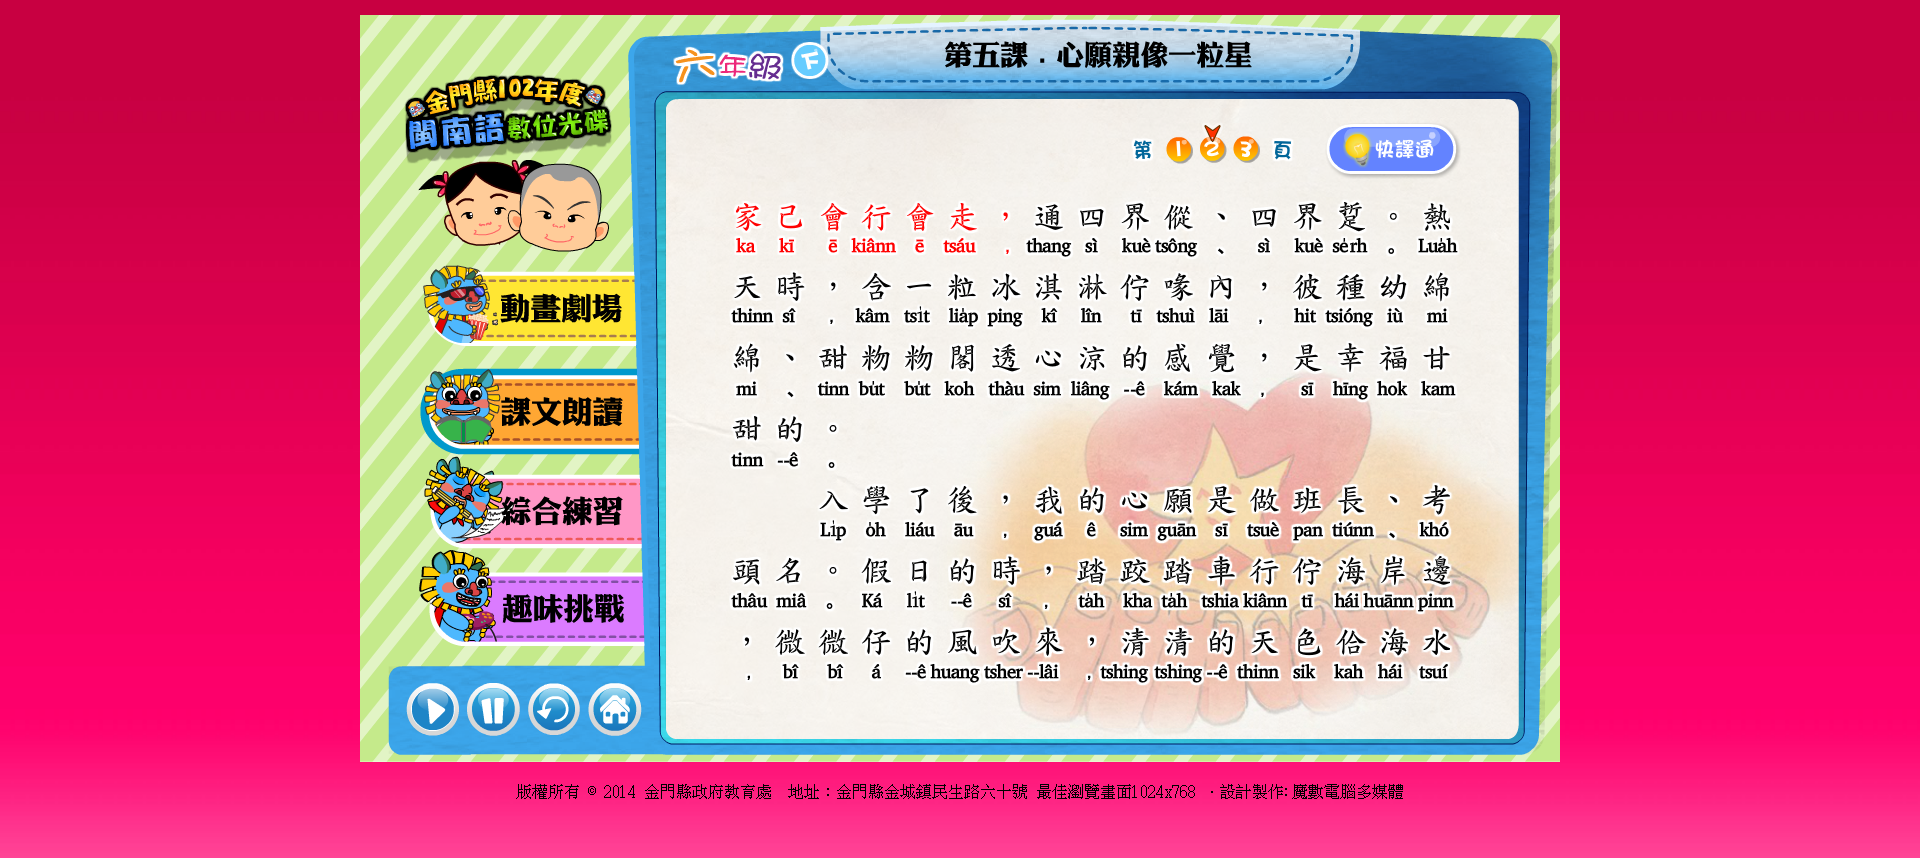 六年級 下
第五課．心願親像一粒星
金門縣102年度
閩南語數位光碟
第 1 2 3 頁
快譯通
動畫劇場
課文朗讀
綜合練習
趣味挑戰
家己會行會走，通四界傱、四界踅。熱
ka kī ē kiânn ē tsáu , thang sì kuè tsông 、 sì kuè se̍rh 。 Lua̍h
天時，含一粒冰淇淋佇喙內，彼種幼綿
thinn sî , kâm tsi̍t lia̍p ping kî lîn tī tshuì lāi , hit tsióng iù mi
綿、甜粅粅閣透心涼的感覺，是幸福甘
mi 、 tinn bu̍t bu̍t koh thàu sim liâng --ê kám kak , sī hīng hok kam
甜的。
tinn --ê 。
入學了後，我的心願是做班長、考
Li̍p o̍h liáu āu , guá ê sim guān sī tsuè pan tiúnn 、 khó
頭名。假日的時，踏跤踏車行佇海岸邊
thâu miâ 。 Ká li̍t --ê sî , ta̍h kha ta̍h tshia kiânn tī hái huānn pinn
，微微仔的風吹來，清清的天色佮海水
, bî bî á --ê huang tsher --lâi , tshing tshing --ê thinn sik kah hái tsuí
版權所有 © 2014 金門縣政府教育處 地址：金門縣金城鎮民生路六十號 最佳瀏覽畫面1024x768 ．設計製作: 魔數電腦多媒體